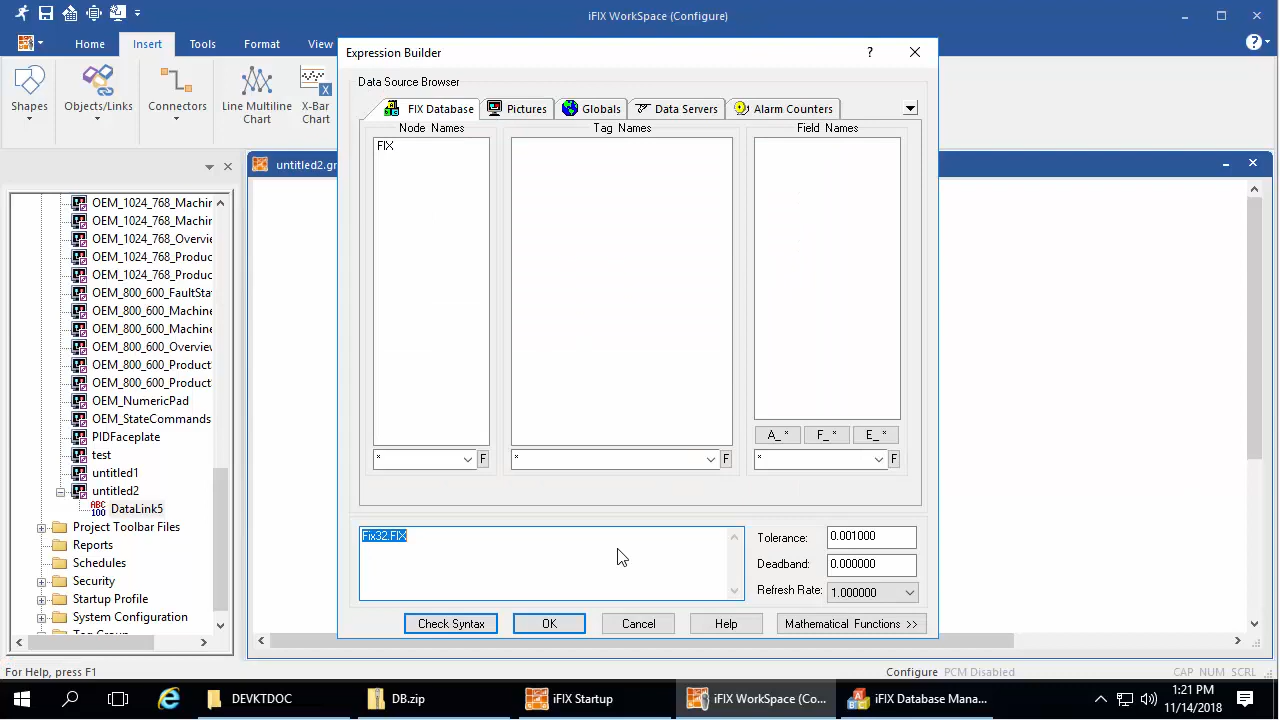 iFIX WorkSpace (Configure)
Home
Insert
Tools
Format
View
Shapes
Objects/Links
Connectors
Line Multiline
Chart
X-Bar
Chart
Expression Builder
Data Source Browser
FIX Database
Pictures
Globals
Data Servers
Alarm Counters
Node Names
Tag Names
Field Names
FIX
A_ *
F_ *
E_ *
*
F
*
F
*
F
Fix32.FIX
Tolerance:
0.001000
Deadband:
0.000000
Refresh Rate:
1.000000
Check Syntax
OK
Cancel
Help
Mathematical Functions >>
untitled2.gr
OEM_1024_768_Machir
OEM_1024_768_Machir
OEM_1024_768_Overvie
OEM_1024_768_Produc
OEM_1024_768_Produc
OEM_800_600_FaultStat
OEM_800_600_Machine
OEM_800_600_Machine
OEM_800_600_Overview
OEM_800_600_Product
OEM_800_600_Product
OEM_NumericPad
OEM_StateCommands
PIDFaceplate
test
untitled1
untitled2
ABC
100
DataLink5
Project Toolbar Files
Reports
Schedules
Security
Startup Profile
System Configuration
For Help, press F1
Configure
PCM Disabled
CAP NUM SCRL
DEVKTDOC
DB.zip
iFIX Startup
iFIX WorkSpace (Co...
iFIX Database Mana...
1:21 PM
11/14/2018